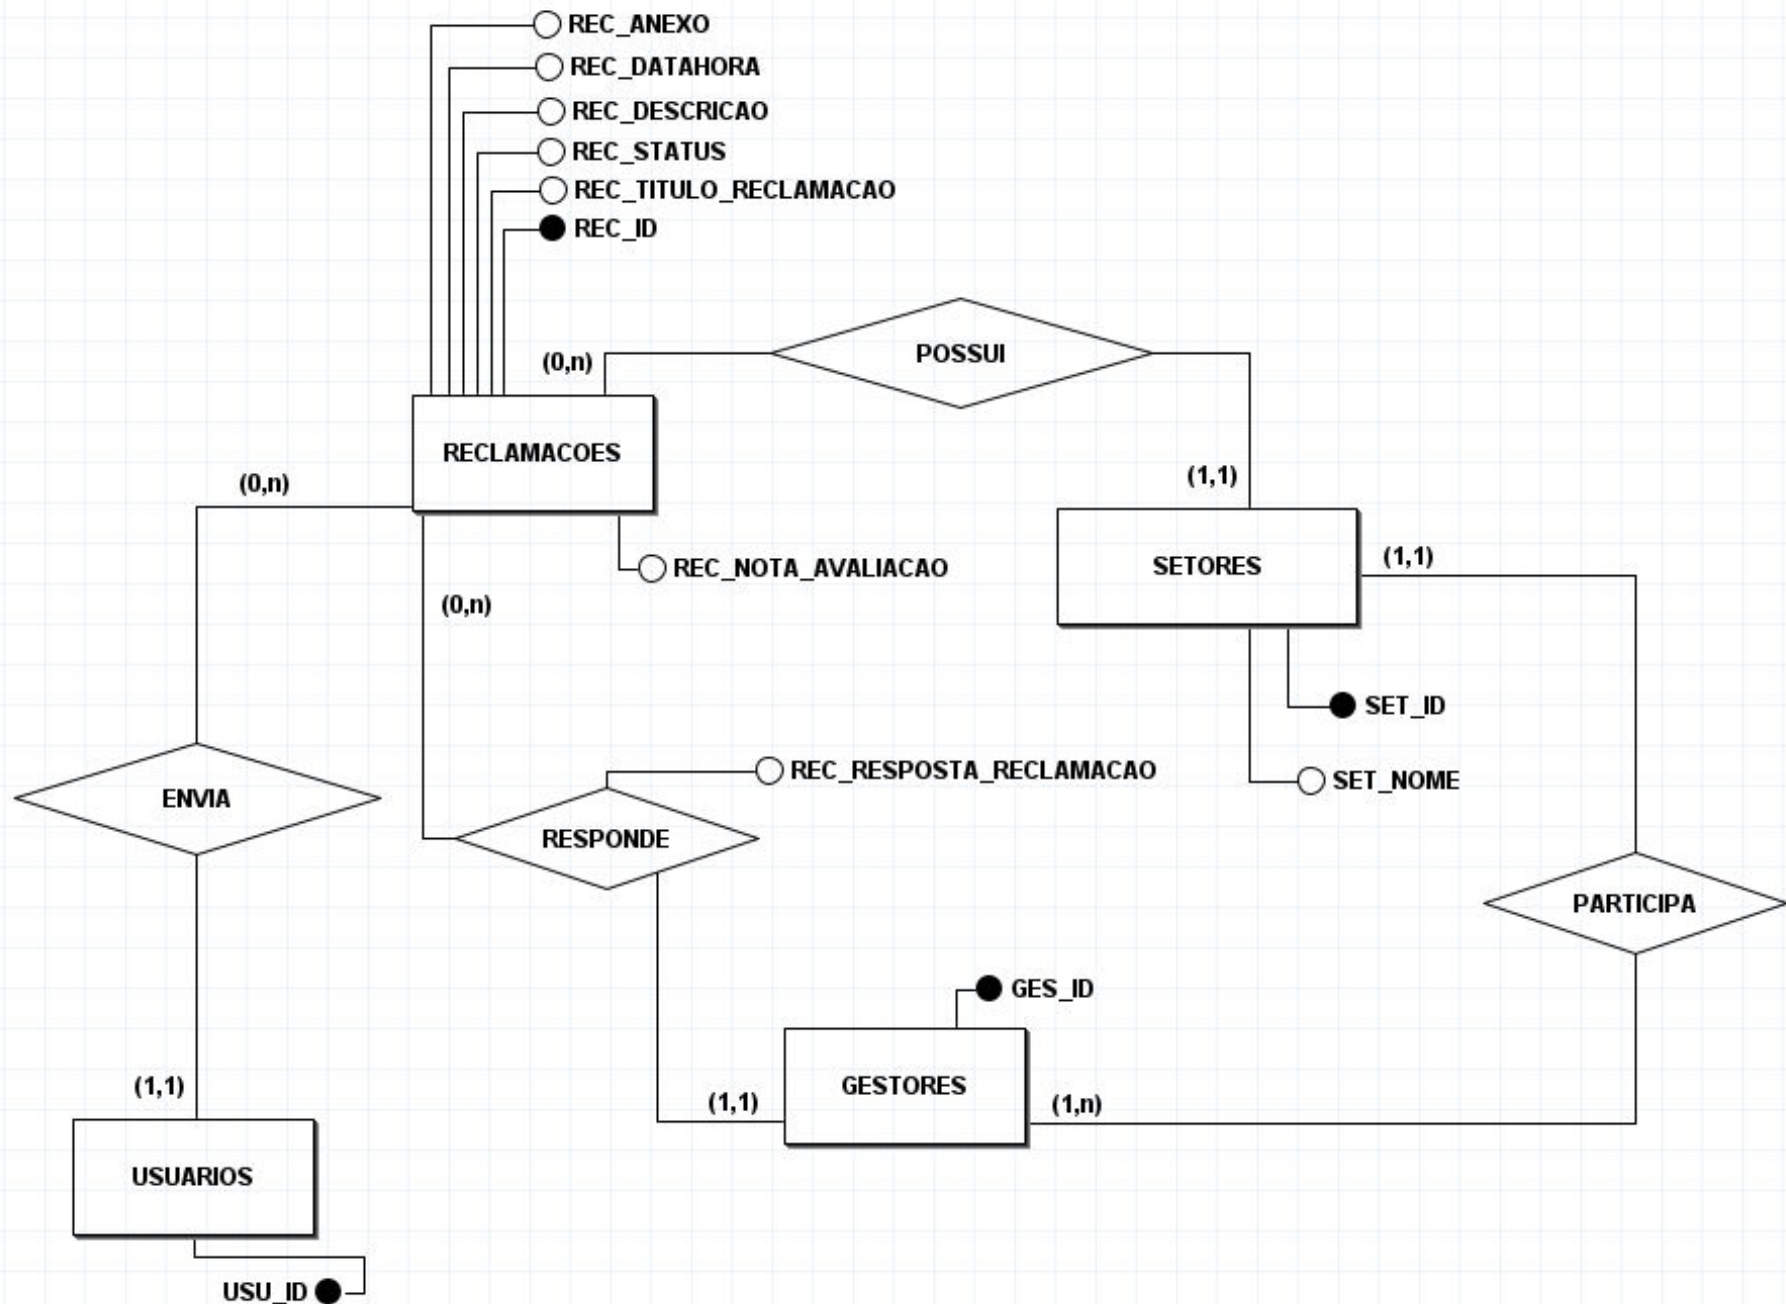 REC_ANEXO
REC_DATAHORA
REC_DESCRICAO
REC_STATUS
REC_TITULO_RECLAMACAO
REC_ID
POSSUI
(0,n)
RECLAMACOES
(0,n)
(1,1)
(1,1)
SETORES
REC_NOTA_AVALIACAO
(0,n)
SET_ID
REC_RESPOSTA_RECLAMACAO
SET_NOME
ENVIA
RESPONDE
PARTICIPA
GES_ID
GESTORES
(1,1)
(1,1)
(1,n)
USUARIOS
USU_ID